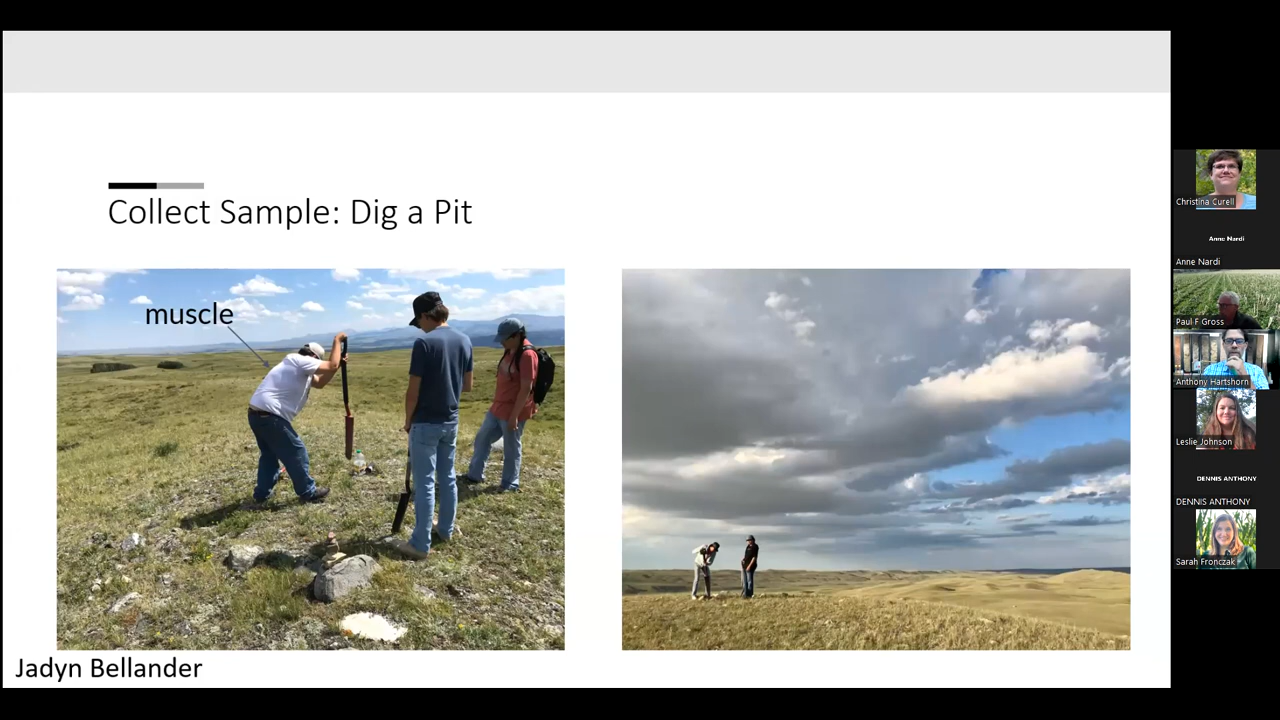 Collect Sample: Dig a Pit
muscle
Jadyn Bellander
Christina Curell
Anne Nardi
Anne Nardi
Paul F Gross
Anthony Hartshorn
Leslie Johnson
DENNIS ANTHONY
DENNIS ANTHONY
Sarah Fronczak